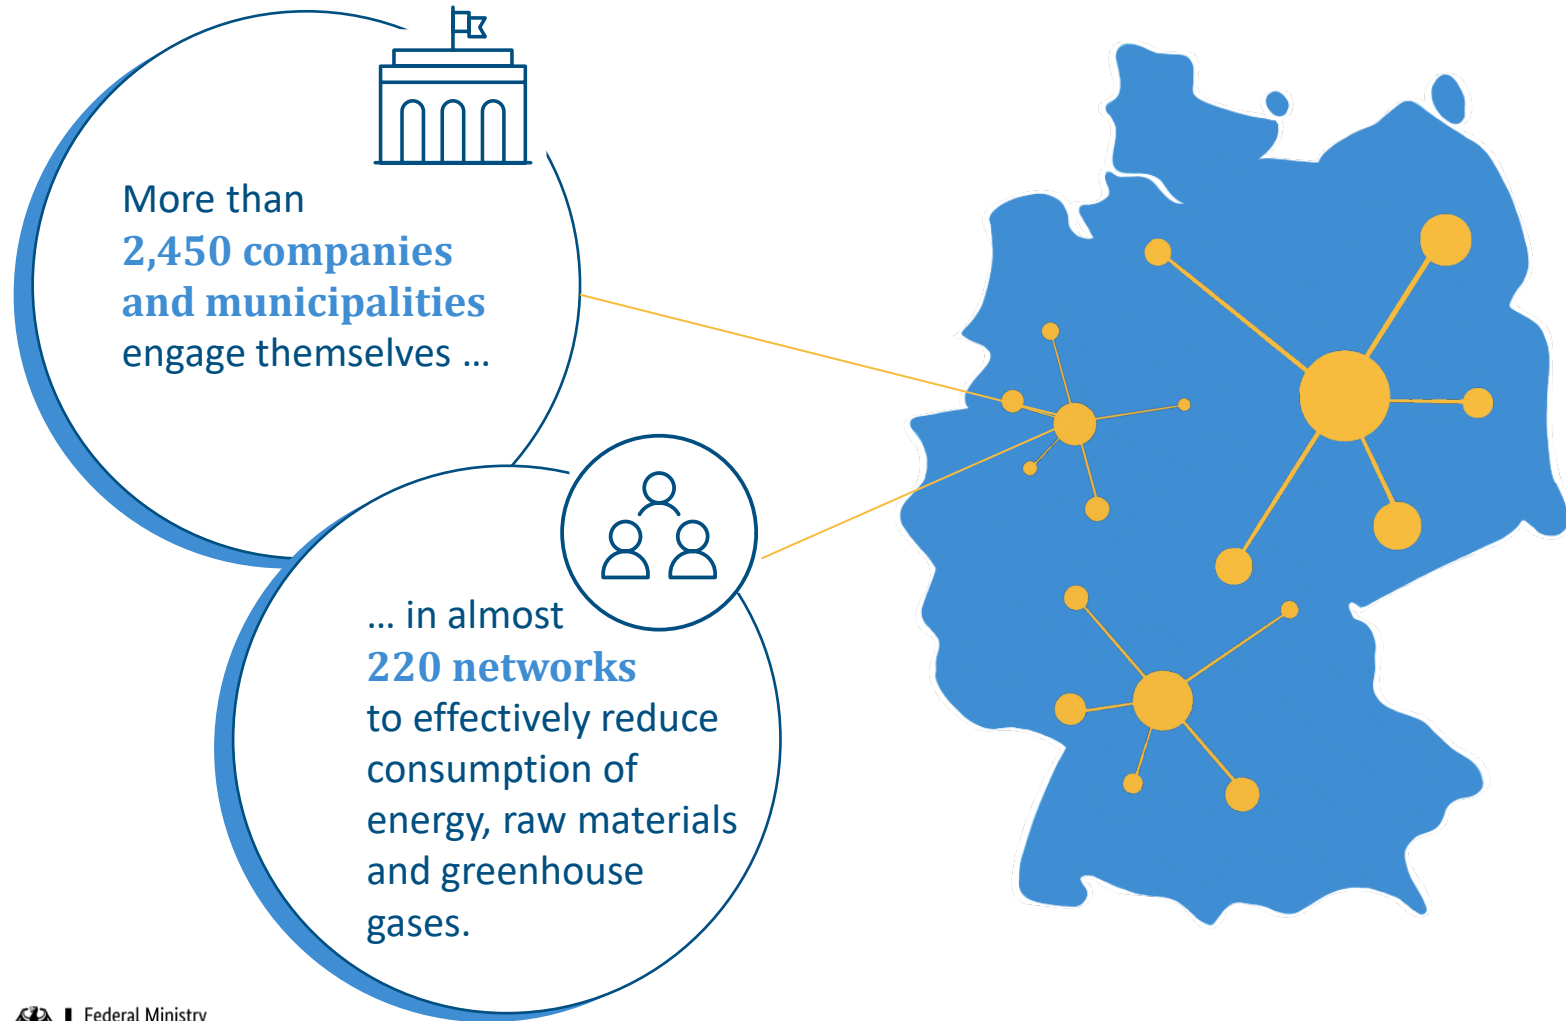 More than
2,450 companies
and municipalities
engage themselves ...
... in almost
220 networks
to effectively reduce
consumption of
energy, raw materials
and greenhouse
gases.
Federal Ministry